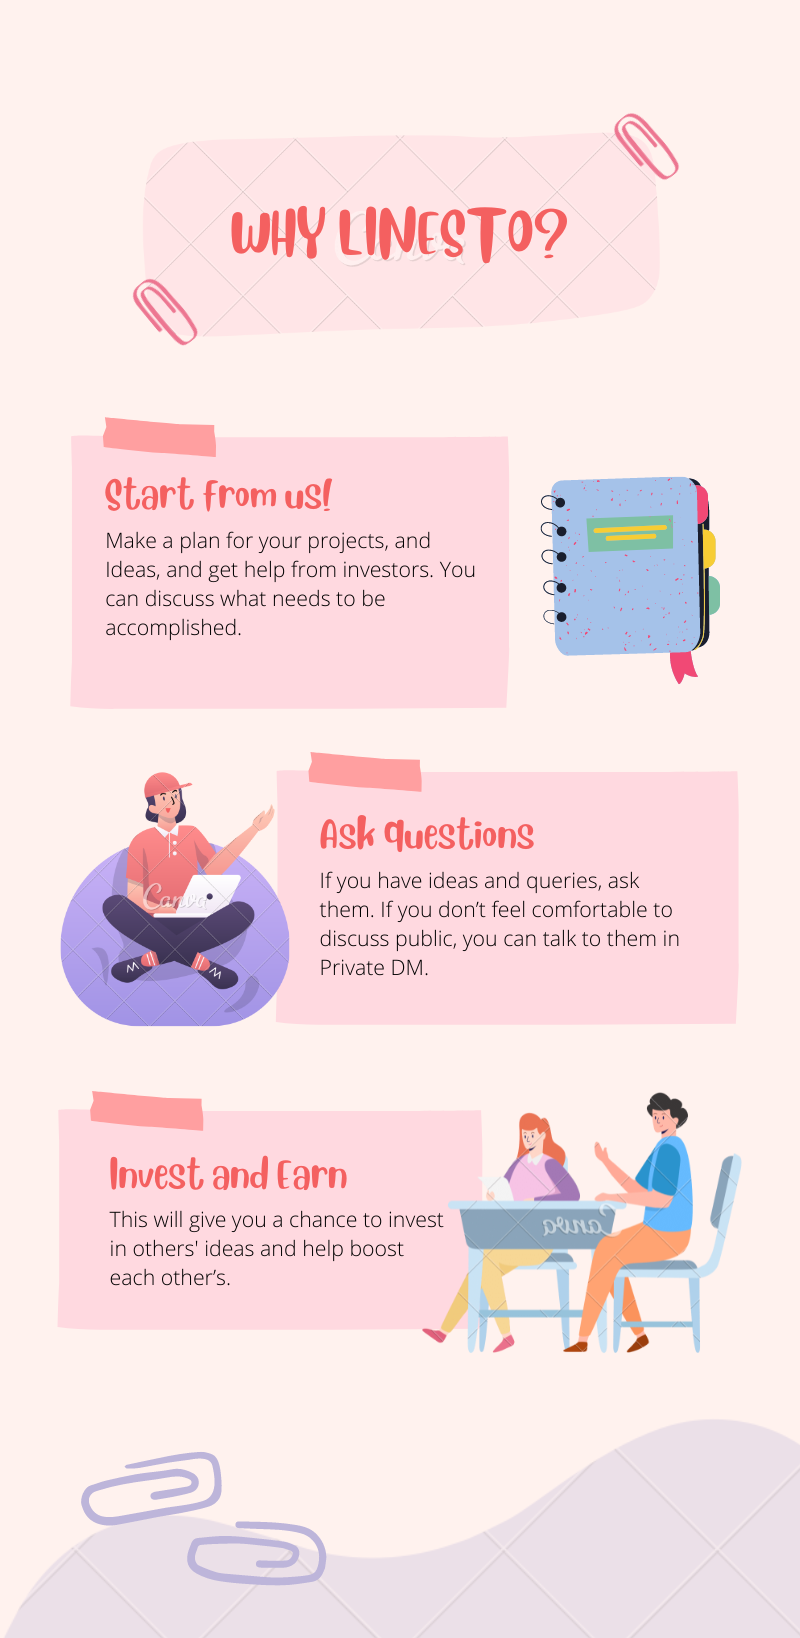 WHY LINESTO?
Canva
Start from us!
Make a plan for your projects, and
Ideas, and get help from investors. You
can discuss what needs to be
accomplished.
Ask questions
If you have ideas and queries, ask
them. If you don’t feel comfortable to
discuss public, you can talk to them in
Private DM.
Canva
Invest and Earn
This will give you a chance to invest
in others' ideas and help boost
each other’s.
Canva